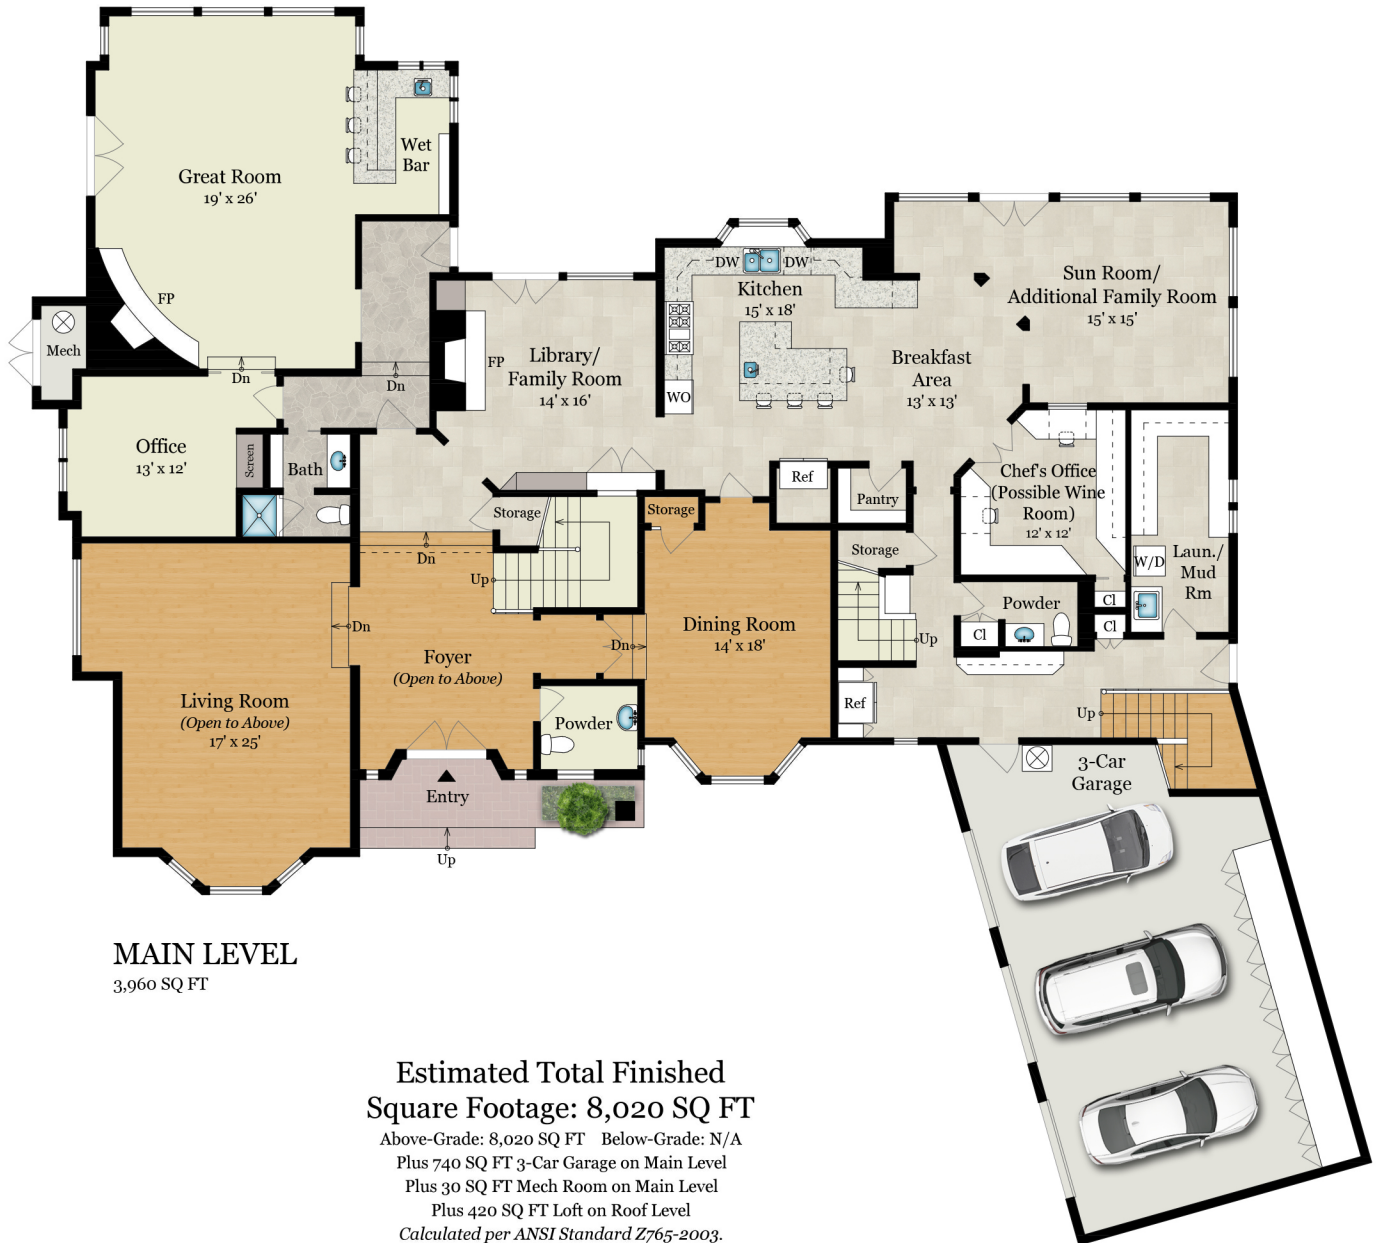 Great Room
19' x 26'
Wet
Bar
FP
Mech
Dn
Dn
Office
13' x 12'
Screen
Bath
FP
Library/
Family Room
14' x 16'
DW
DW
Kitchen
15' x 18'
WO
Breakfast
Area
13' x 13'
Sun Room/
Additional Family Room
15' x 15'
Ref
Pantry
Chef's Office
(Possible Wine
Room)
12' x 12'
W/D
Laun./
Mud
Rm
Storage
Storage
Storage
Dn
Up
Dn
Foyer
(Open to Above)
Dn
Dining Room
14' x 18'
Up
Powder
Cl
Cl
Cl
Living Room
(Open to Above)
17' x 25'
Powder
Ref
Up
3-Car
Garage
Entry
Up
MAIN LEVEL
3,960 SQ FT
Estimated Total Finished
Square Footage: 8,020 SQ FT
Above-Grade: 8,020 SQ FT Below-Grade: N/A
Plus 740 SQ FT 3-Car Garage on Main Level
Plus 30 SQ FT Mech Room on Main Level
Plus 420 SQ FT Loft on Roof Level
Calculated per ANSI Standard Z765-2003.